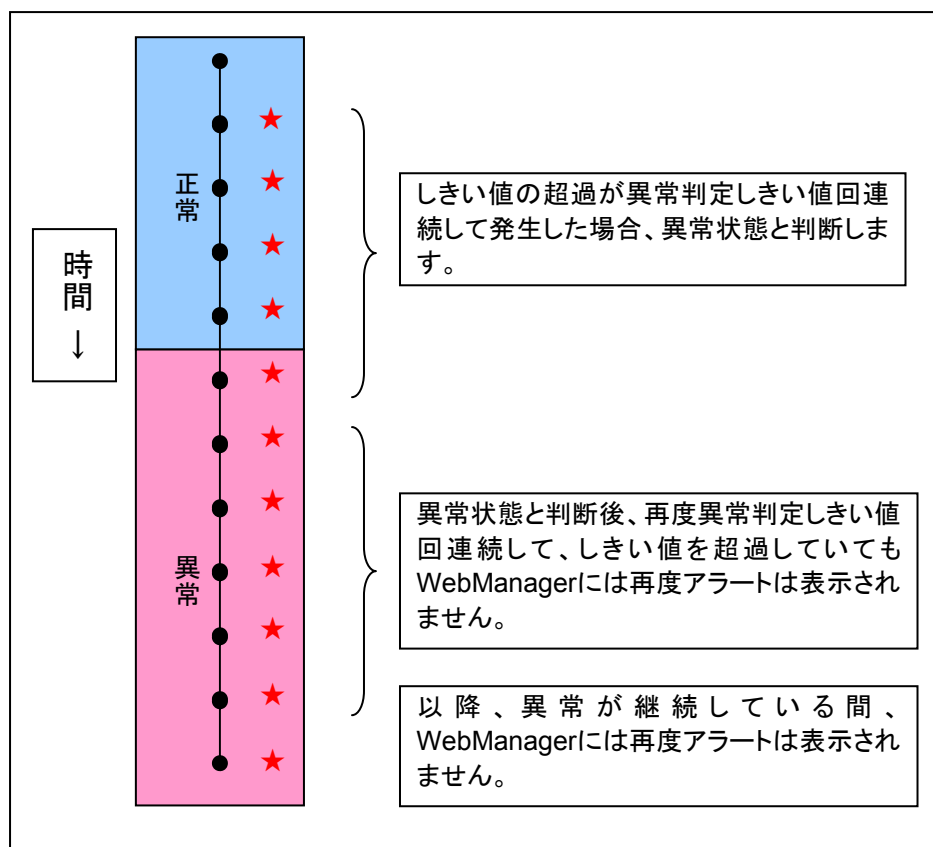 時間
↓
正常
異常
しきい値の超過が異常判定しきい値回連
続して発生した場合、異常状態と判断しま
す。
異常状態と判断後、再度異常判定しきい値
回連続して、しきい値を超過していても
WebManagerには再度アラートは表示され
ません。
以降、異常が継続している間、
WebManagerには再度アラートは表示され
ません。